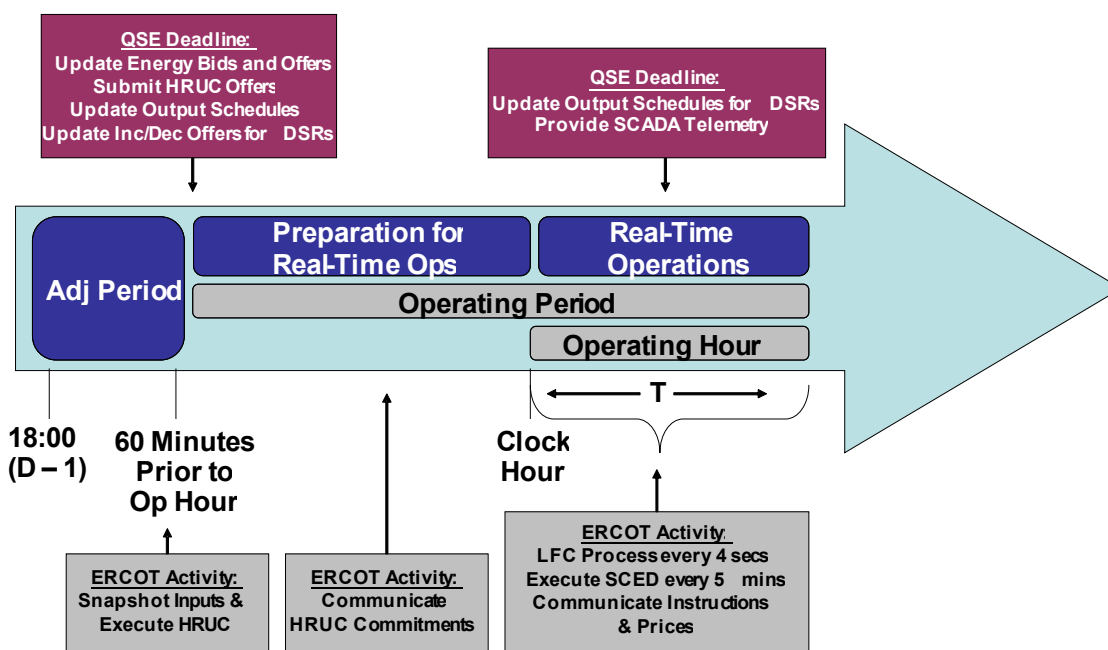 QSE Deadline:
Update Energy Bids and Offers
Submit HRUC Offers
Update Output Schedules
Update Inc/Dec Offers for DSRs
QSE Deadline:
Update Output Schedules for DSRs
Provide SCADA Telemetry
Adj Period
Preparation for
Real-Time Ops
Real-Time
Operations
Operating Period
Operating Hour
T
18:00
(D – 1)
60 Minutes
Prior to
Op Hour
Clock
Hour
ERCOT Activity:
Snapshot Inputs &
Execute HRUC
ERCOT Activity:
Communicate
HRUC Commitments
ERCOT Activity:
LFC Process every 4 secs
Execute SCED every 5 mins
Communicate Instructions
& Prices